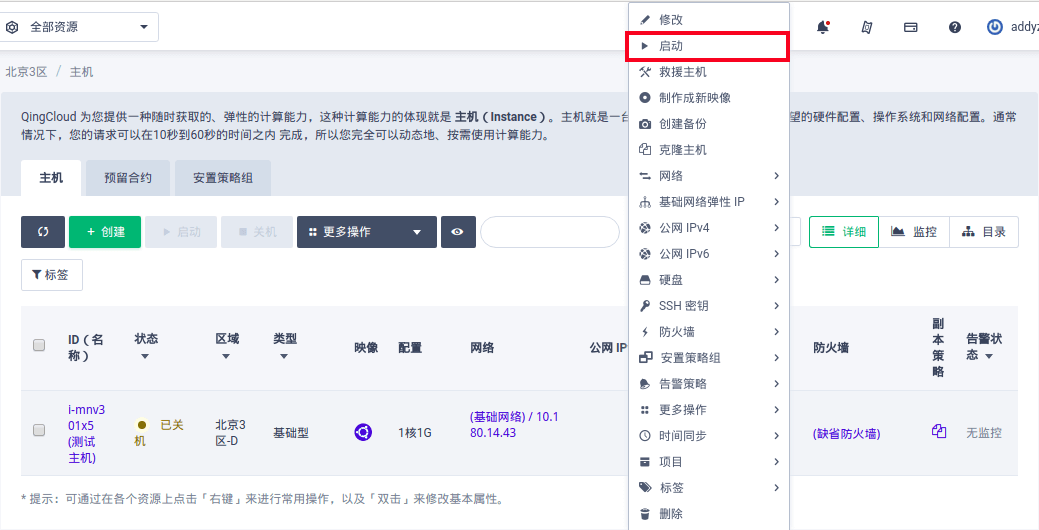 全部资源
addyz
北京3区 / 主机
QingCloud 为您提供一种随时获取的、弹性的计算能力，这种计算能力的体现就是 主机（Instance）。主机就是一台
望的硬件配置、操作系统和网络配置。通常
情况下，您的请求可以在10秒到60秒的时间之内 完成，所以您完全可以动态地、按需使用计算能力。
主机
预留合约
安置策略组
+ 创建
启动
关机
更多操作
详细
监控
目录
标签
ID（名称）
状态
区域
类型
映像
配置
网络
公网 IP
防火墙
副本策略
告警状态
i-mnv301x5
(测试主机)
已关机
北京3区-D
基础型
1核1G
(基础网络) / 10.180.14.43
(缺省防火墙)
无监控
* 提示：可通过在各个资源上点击「右键」来进行常用操作，以及「双击」来修改基本属性。
修改
启动
救援主机
制作成新映像
创建备份
克隆主机
网络
基础网络弹性 IP
公网 IPv4
公网 IPv6
硬盘
SSH 密钥
防火墙
安置策略组
告警策略
更多操作
时间同步
项目
标签
删除